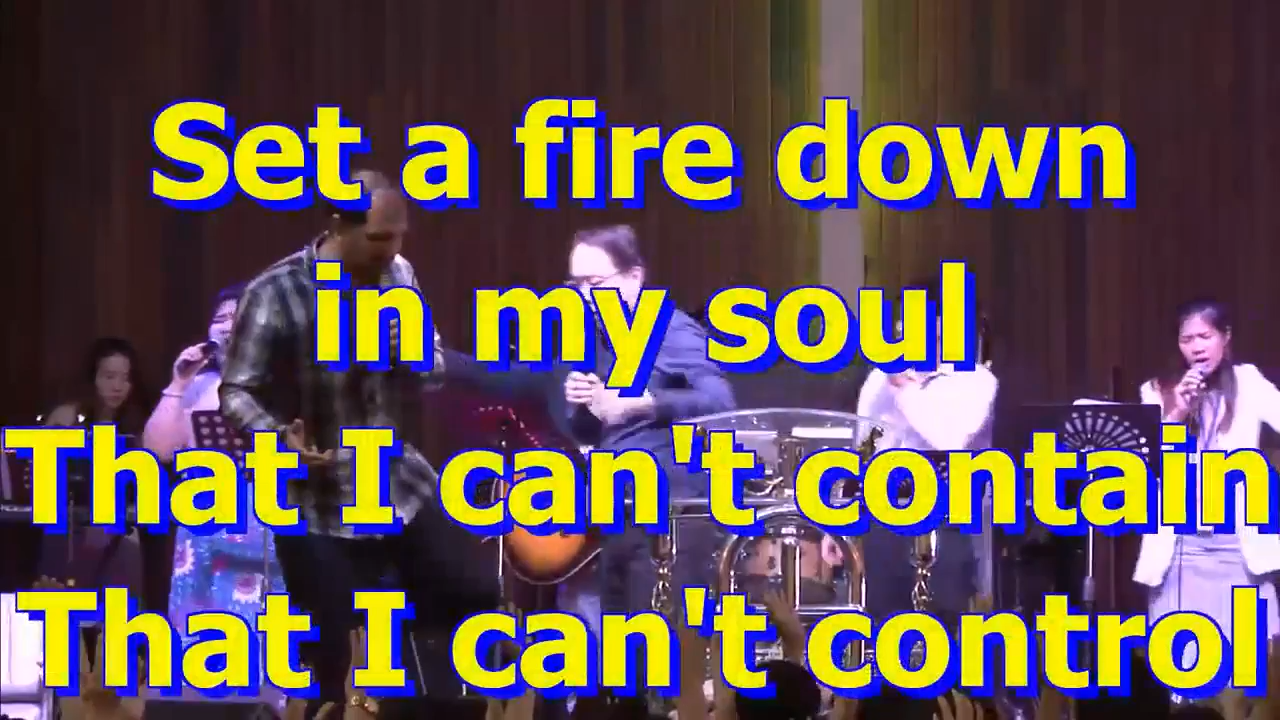 Set a fire down
in my soul
That I can't contain
That I can't control